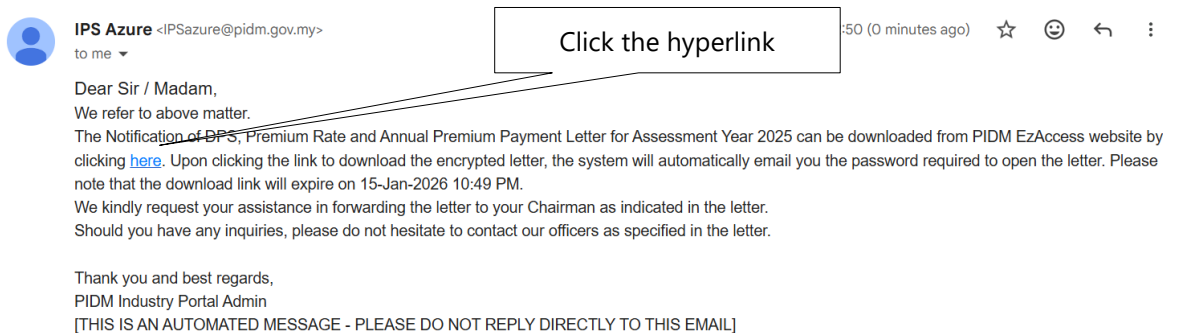 IPS Azure <IPSazure@pidm.gov.my>
:50 (0 minutes ago)
to me
Click the hyperlink
Dear Sir / Madam,
We refer to above matter.
The Notification of DPS, Premium Rate and Annual Premium Payment Letter for Assessment Year 2025 can be downloaded from PIDM EzAccess website by
clicking here. Upon clicking the link to download the encrypted letter, the system will automatically email you the password required to open the letter. Please
note that the download link will expire on 15-Jan-2026 10:49 PM.
We kindly request your assistance in forwarding the letter to your Chairman as indicated in the letter.
Should you have any inquiries, please do not hesitate to contact our officers as specified in the letter.
Thank you and best regards,
PIDM Industry Portal Admin
[THIS IS AN AUTOMATED MESSAGE - PLEASE DO NOT REPLY DIRECTLY TO THIS EMAIL]